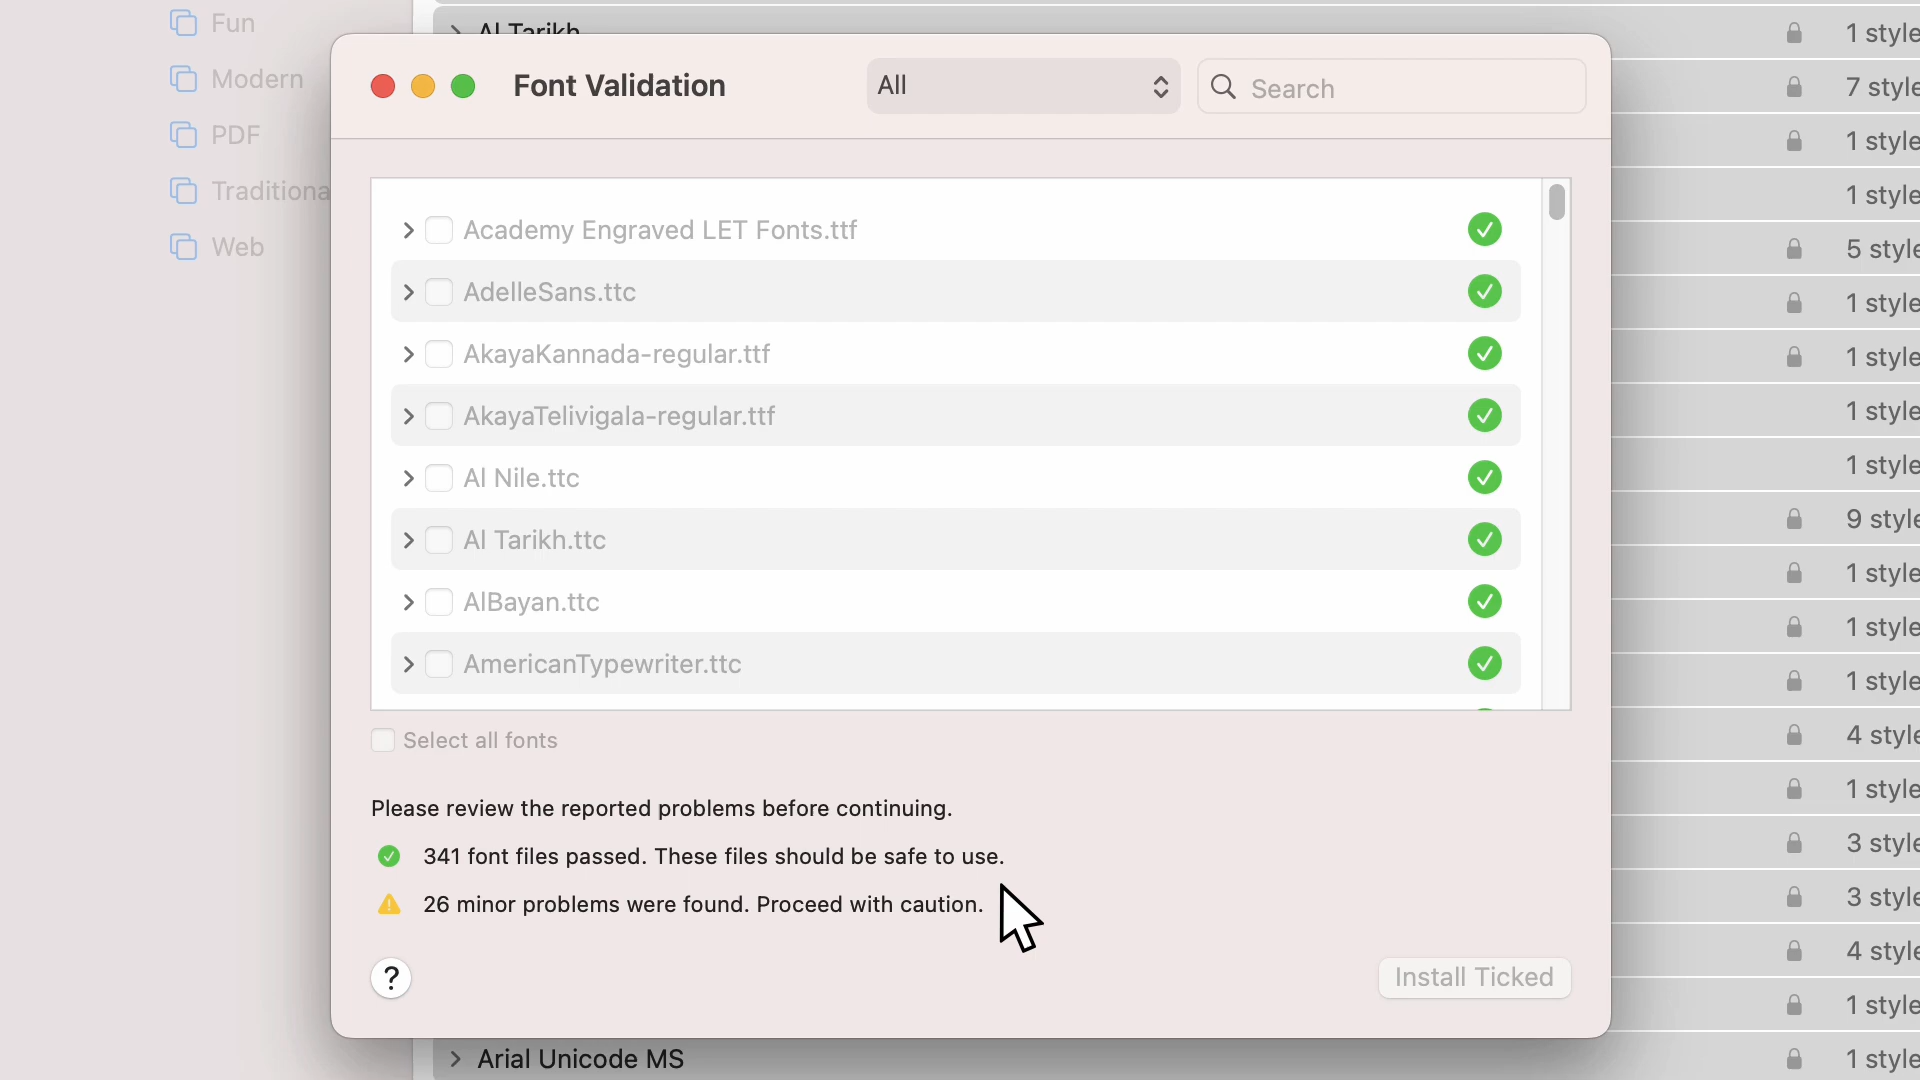 Fun
Modern
PDF
Traditiona
Web
Al Tarikh
1 style
7 style
1 style
1 style
5 style
1 style
1 style
1 style
1 style
9 style
1 style
1 style
1 style
4 style
1 style
3 style
3 style
4 style
1 style
Arial Unicode MS
1 style
Font Validation
All
Search
Academy Engraved LET Fonts.ttf
AdelleSans.ttc
AkayaKannada-regular.ttf
AkayaTelivigala-regular.ttf
Al Nile.ttc
Al Tarikh.ttc
AlBayan.ttc
AmericanTypewriter.ttc
Select all fonts
Please review the reported problems before continuing.
341 font files passed. These files should be safe to use.
26 minor problems were found. Proceed with caution.
?
Install Ticked